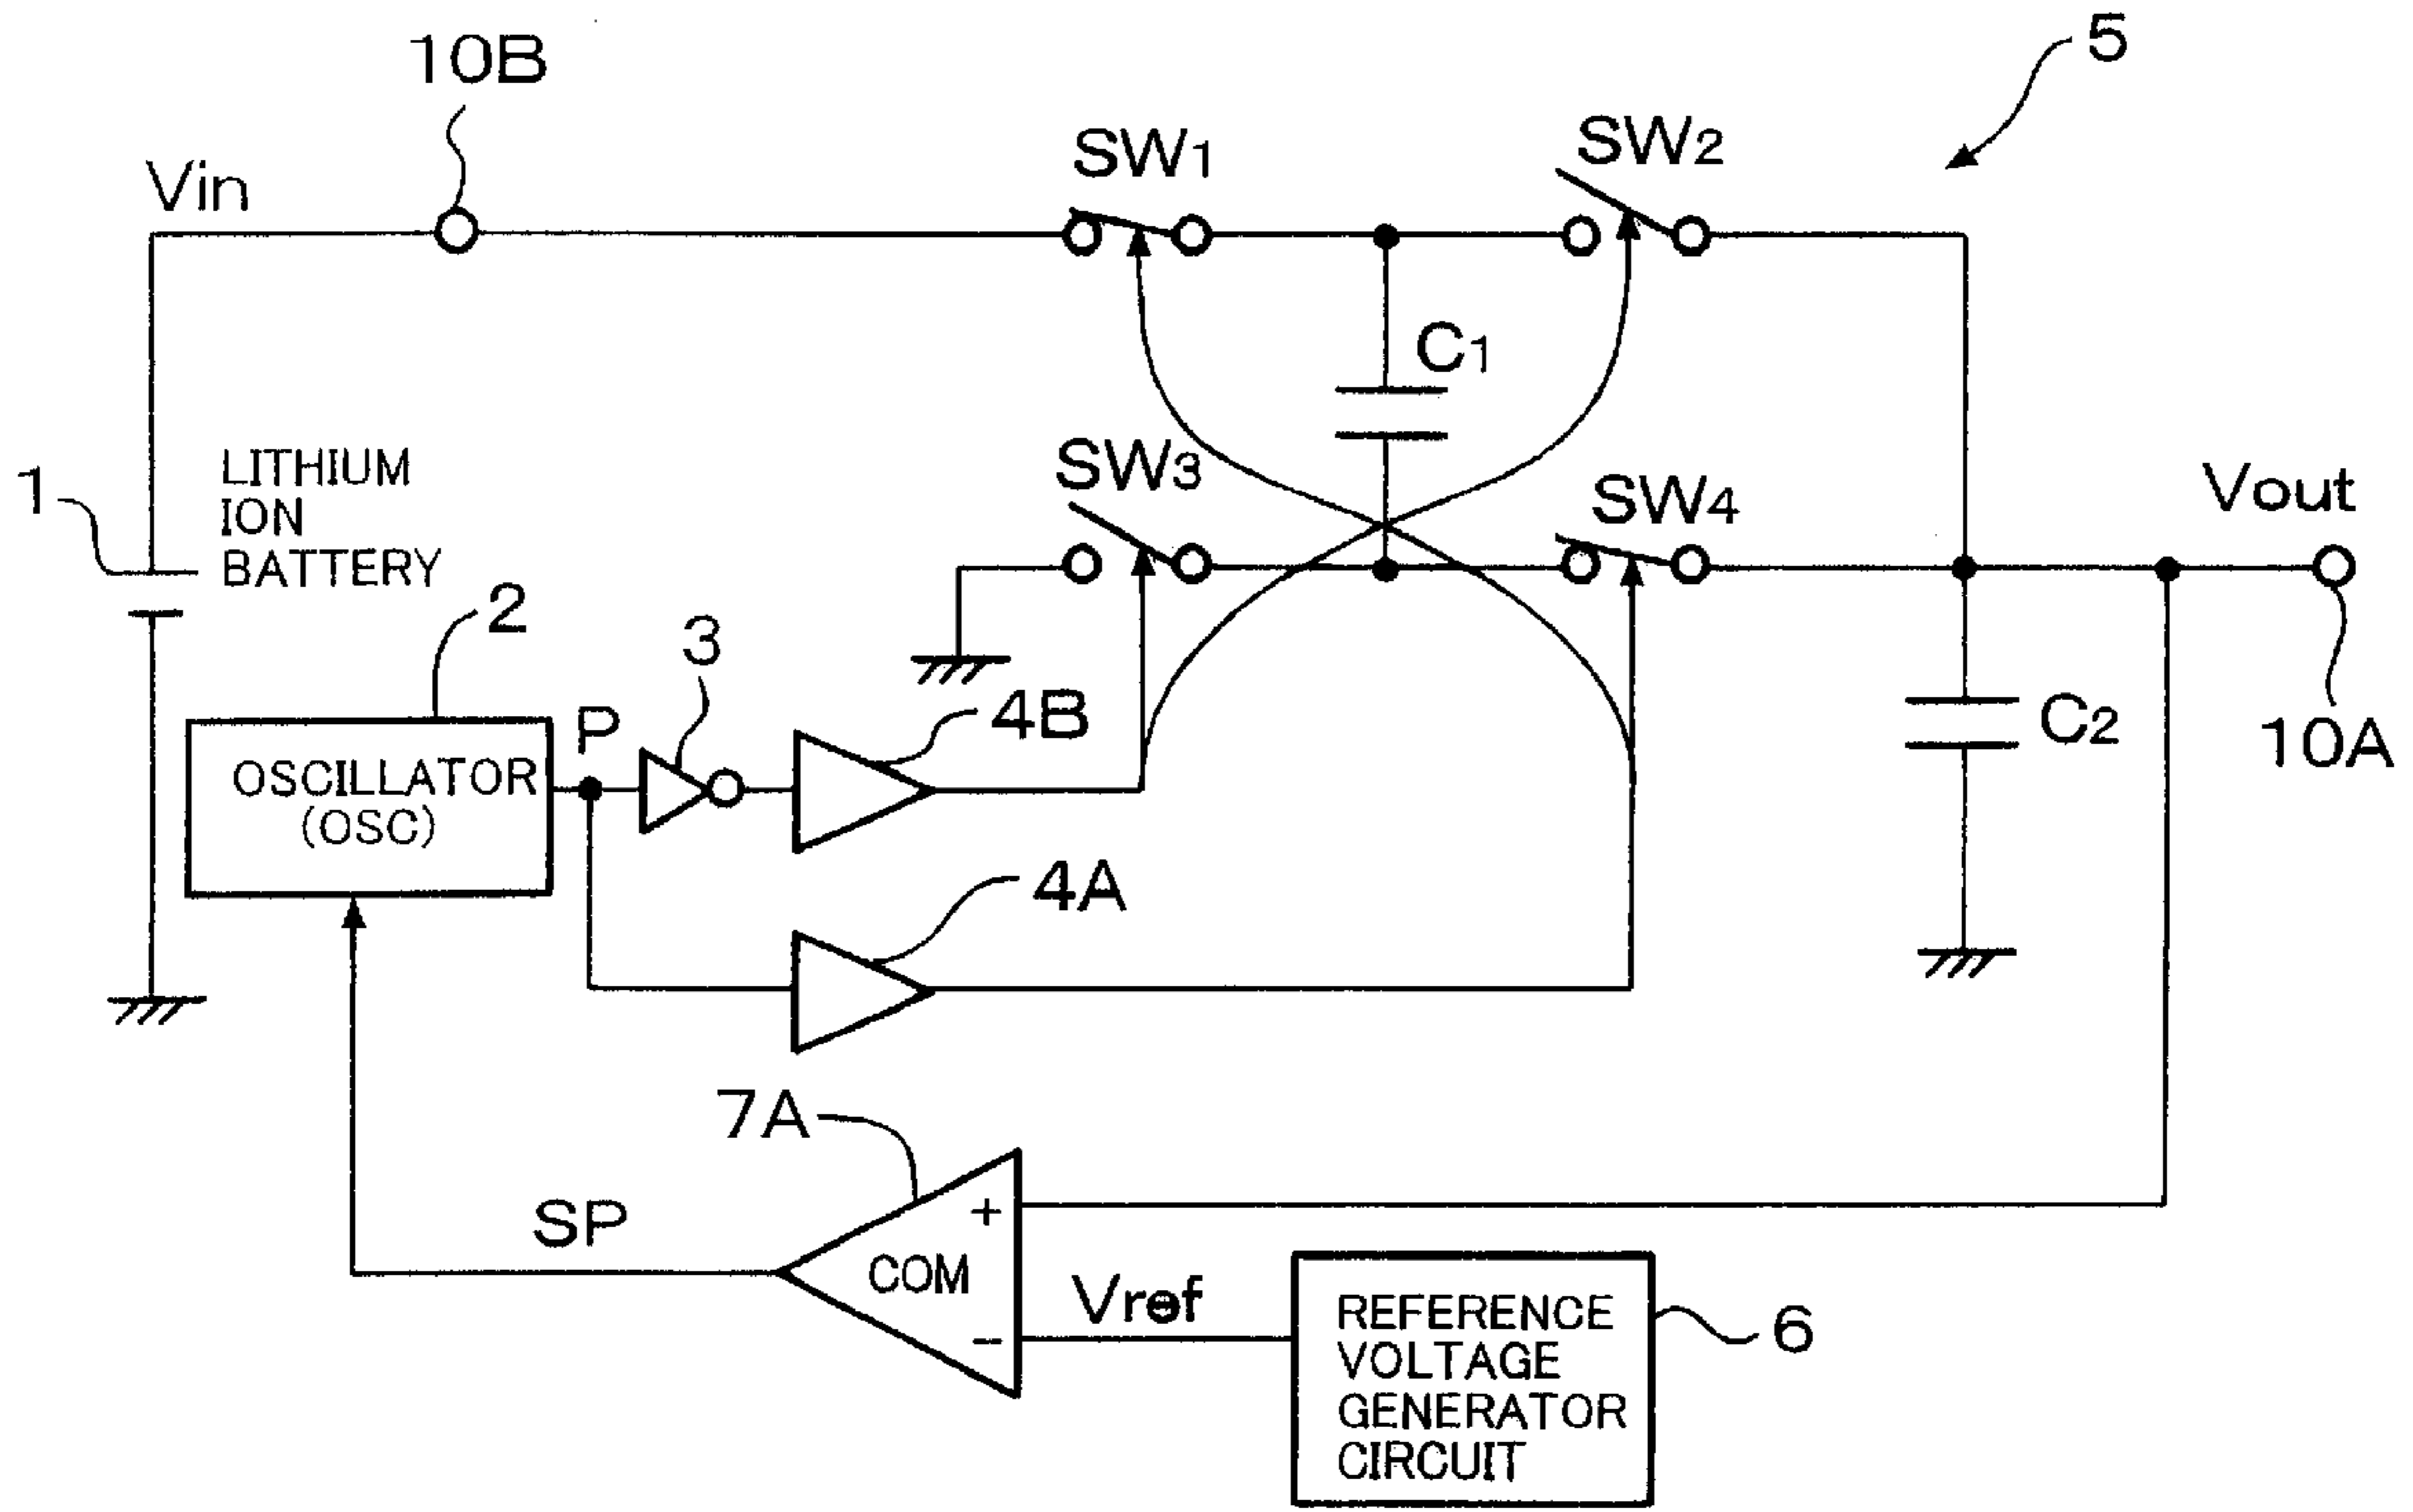 10B
5
SW1
SW2
Vin
C1
SW3
SW4
Vout
1
LITHIUM
ION
BATTERY
2
3
P
4B
C2
10A
OSCILLATOR
(OSC)
4A
7A
+
SP
COM
Vref
−
REFERENCE
VOLTAGE
GENERATOR
CIRCUIT
6